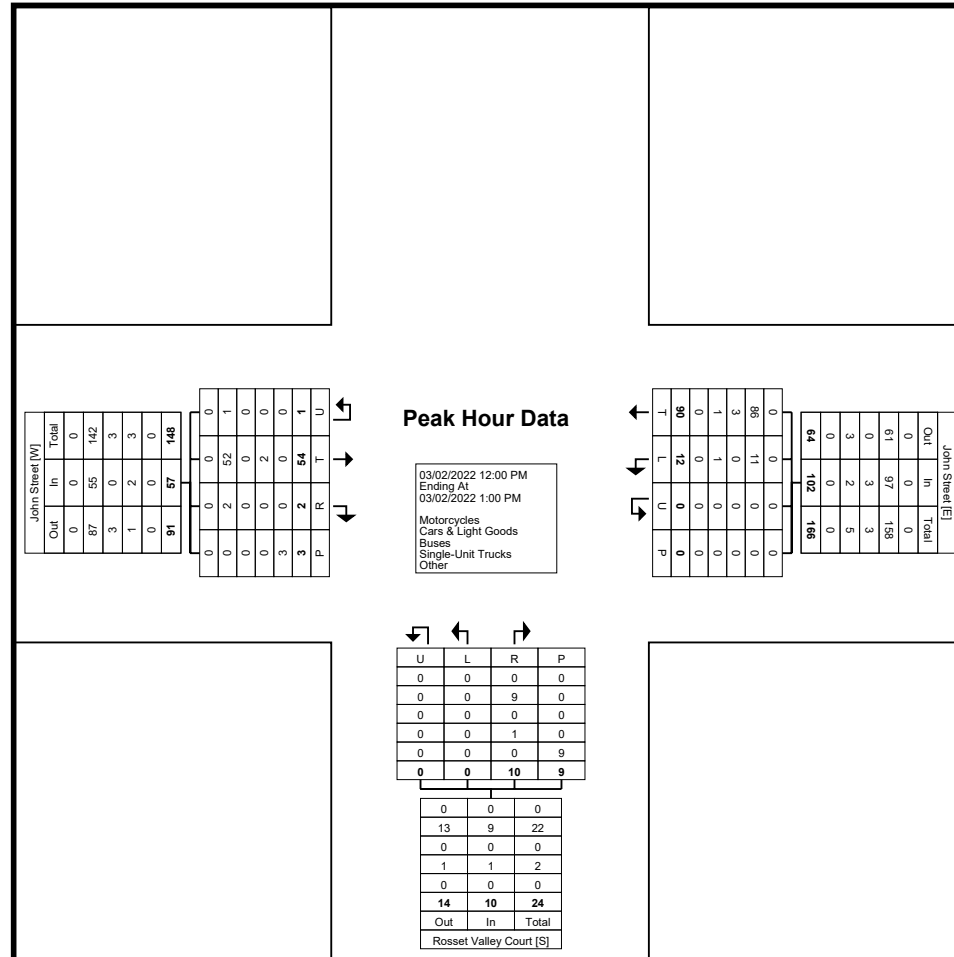 Peak Hour Data
03/02/2022 12:00 PM
Ending At
03/02/2022 1:00 PM
Motorcycles
Cars & Light Goods
Buses
Single-Unit Trucks
Other
John Street [W]
Total 0 142 3 3 0 148
In 0 55 0 2 0 57
Out 0 87 3 1 0 91
0 1 0 0 0 1 U
0 52 0 2 0 54 T
0 2 0 0 0 2 R
0 0 0 0 3 3 P
T 90 0 1 3 86 0
L 12 0 1 0 11 0
U 0 0 0 0 0 0
P 0 0 0 0 0 0
64 0 3 0 61 0 Out
102 0 2 3 97 0 In
166 0 5 3 158 0 Total
John Street [E]
U L R P
0 0 0 0
0 0 9 0
0 0 0 0
0 0 1 0
0 0 0 9
0 0 10 9
0 0 0
13 9 22
0 0 0
1 1 2
0 0 0
14 10 24
Out In Total
Rosset Valley Court [S]